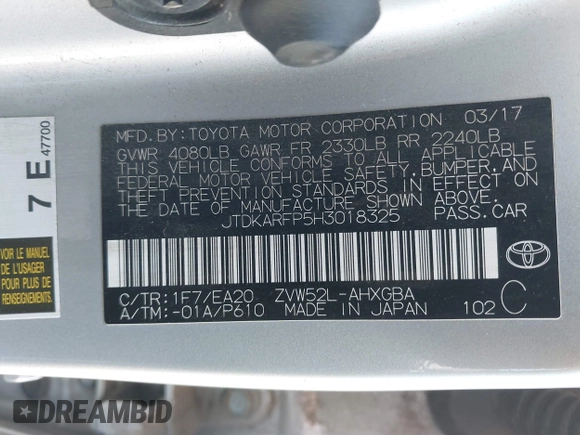 MFD. BY: TOYOTA MOTOR CORPORATION 03/17
GVWR 4080LB GAWR FR 2330LB RR 2240LB
THIS VEHICLE CONFORMS TO ALL APPLICABLE
FEDERAL MOTOR VEHICLE SAFETY, BUMPER, AND
THEFT PREVENTION STANDARDS IN EFFECT ON
THE DATE OF MANUFACTURE SHOWN ABOVE.
JTDKARFP5H3018325 PASS. CAR
C/TR: 1F7/EA20 ZVW52L-AHXGBA
A/TM: -01A/P610 MADE IN JAPAN 102 C
TOYOTA
7 E 47700
VOIR LE MANUEL
DE L'USAGER
POUR PLUS DE
RENSEIGNEMENTS
DREAMBID